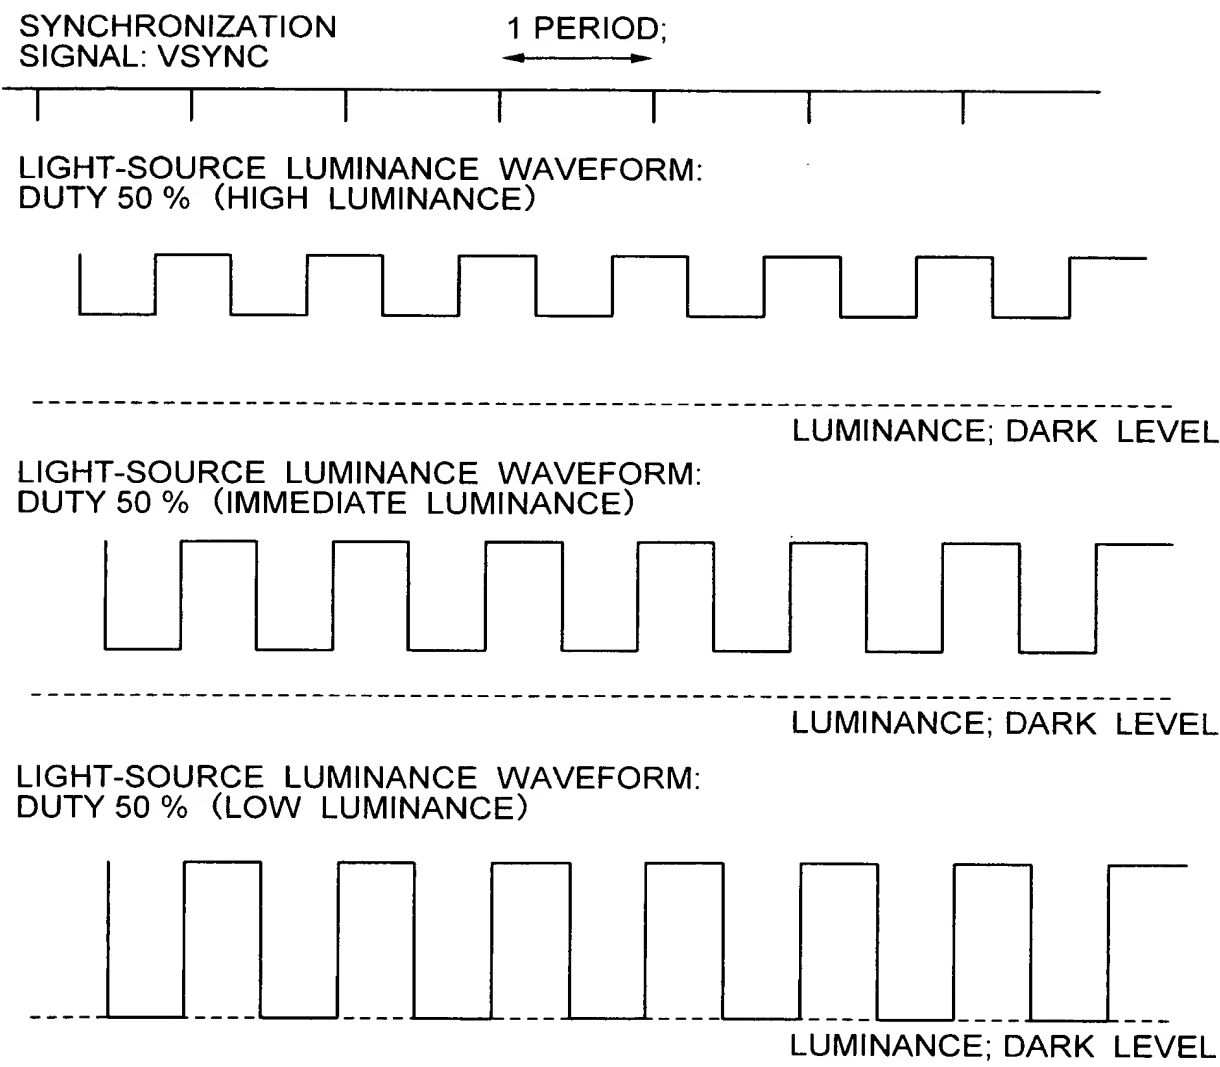 SYNCHRONIZATION
SIGNAL: VSYNC
1 PERIOD;
LIGHT-SOURCE LUMINANCE WAVEFORM:
DUTY 50 % (HIGH LUMINANCE)
LUMINANCE; DARK LEVEL
LIGHT-SOURCE LUMINANCE WAVEFORM:
DUTY 50 % (IMMEDIATE LUMINANCE)
LUMINANCE; DARK LEVEL
LIGHT-SOURCE LUMINANCE WAVEFORM:
DUTY 50 % (LOW LUMINANCE)
LUMINANCE; DARK LEVEL